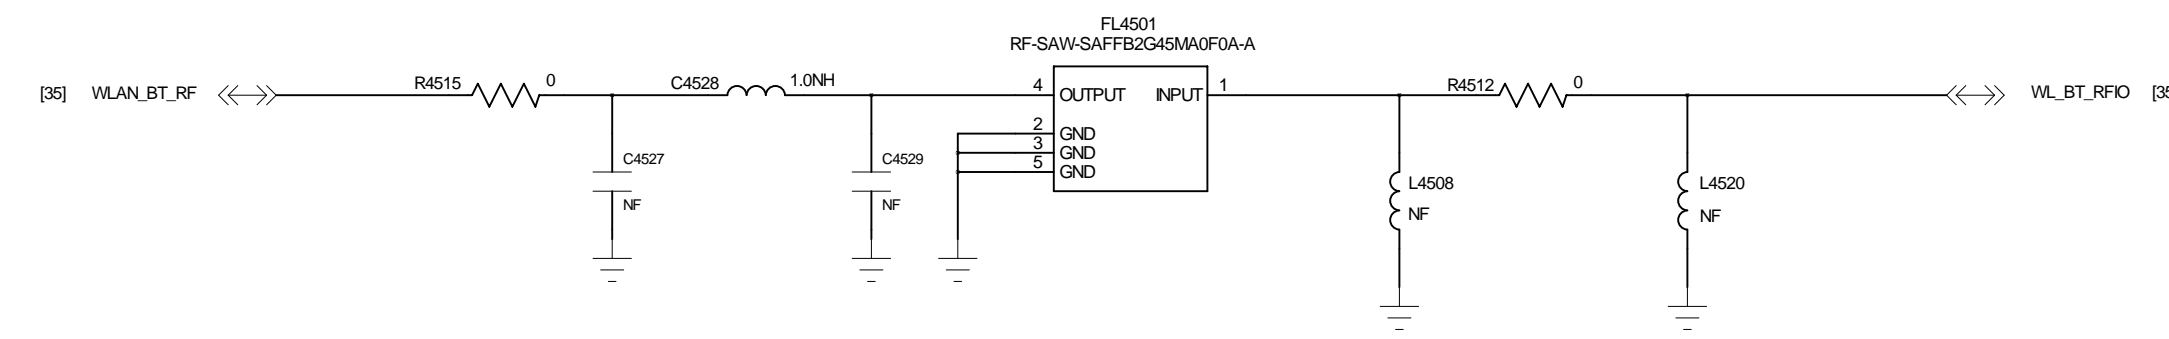 FL4501
RF-SAW-SAFFB2G45MA0F0A-A
[35] WLAN_BT_RF R4515 0 C4528 1.0NH 4 OUTPUT INPUT 1 R4512 0 WL_BT_RFIO [35
2 GND
3 GND
5 GND
C4527 C4529
NF NF
L4508 L4520
NF NF